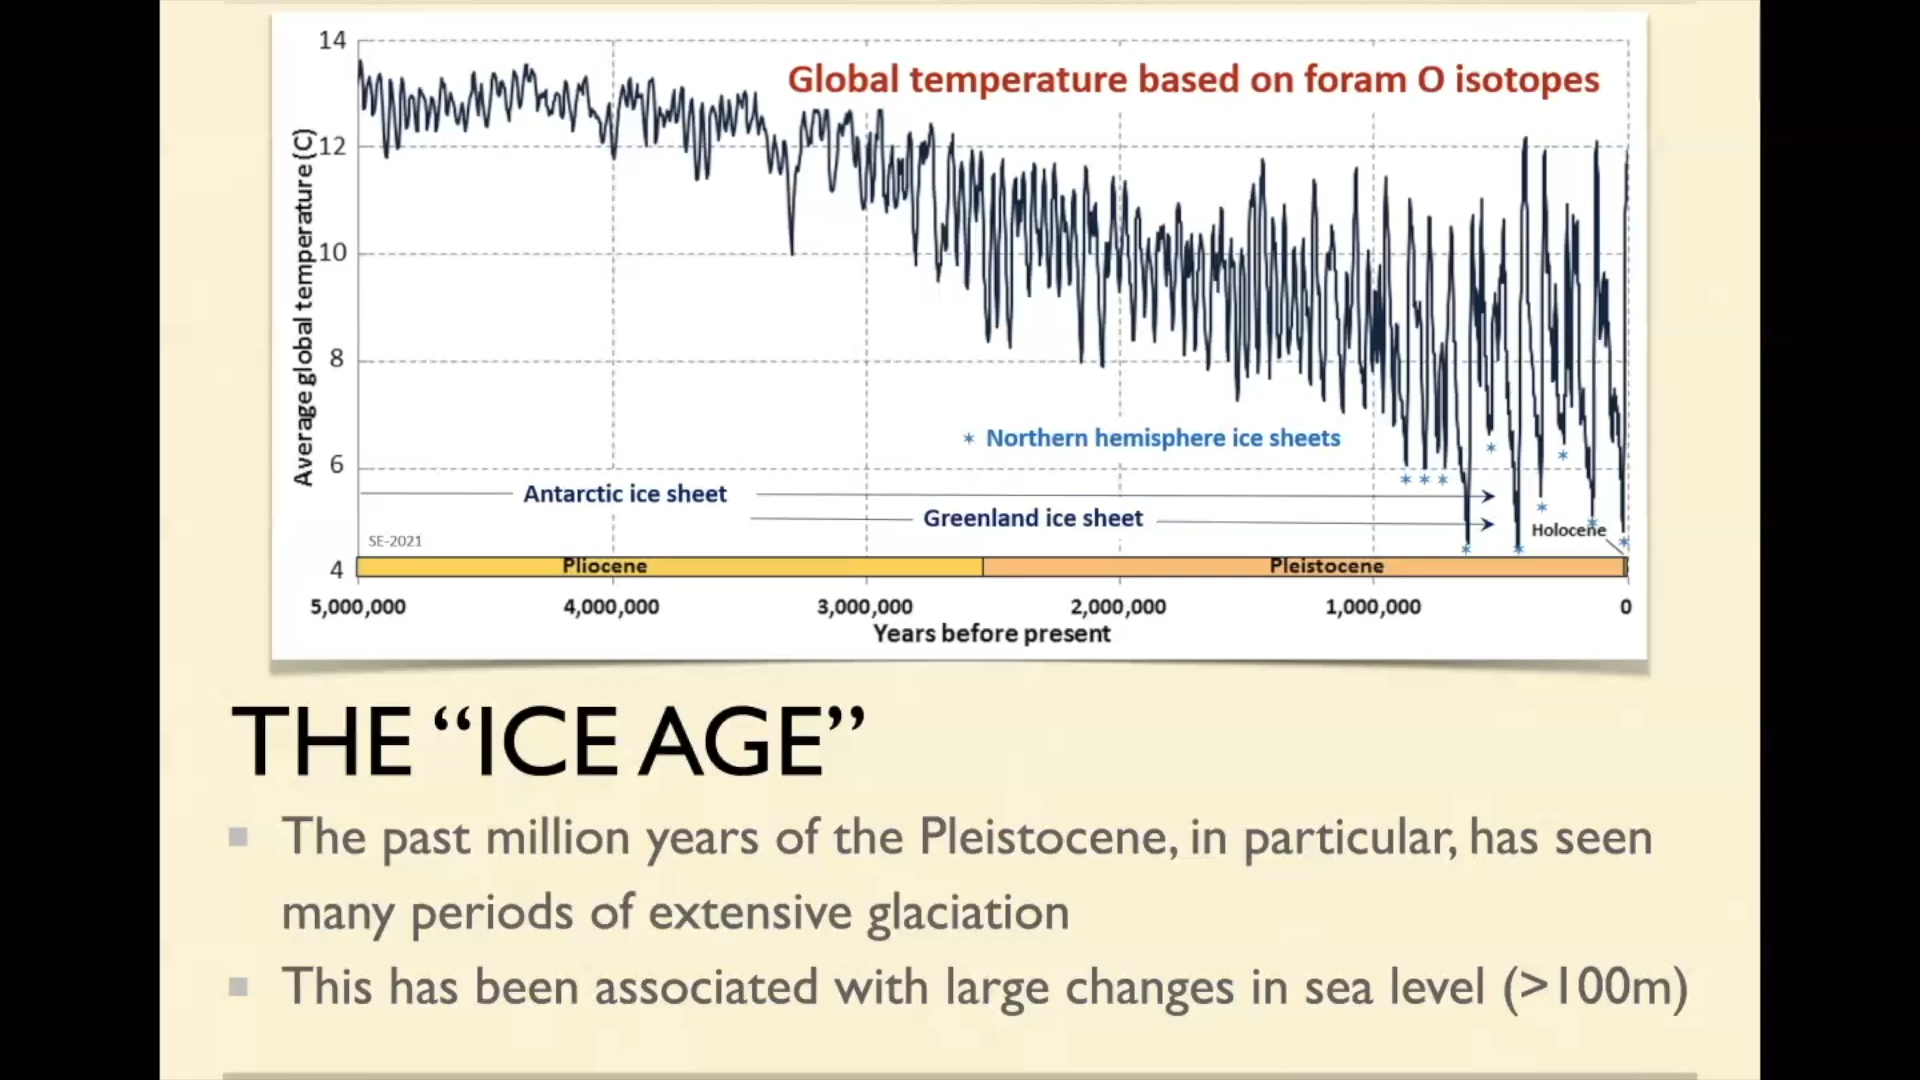 Global temperature based on foram O isotopes
Average global temperature (C)
14
12
10
8
6
4
* Northern hemisphere ice sheets
Antarctic ice sheet
Greenland ice sheet
Holocene
SE-2021
Pliocene
Pleistocene
5,000,000 4,000,000 3,000,000 2,000,000 1,000,000 0
Years before present
THE “ICE AGE”
The past million years of the Pleistocene, in particular, has seen
many periods of extensive glaciation
This has been associated with large changes in sea level (>100m)